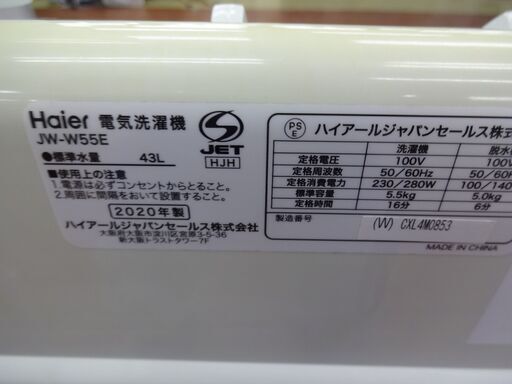 Haier 電気洗濯機
JW-W55E
S
JET
HJH
●標準水量 43L
■使用上の注意
1.電源は必ずコンセントからとること。
2.周囲に間隔をおいて設置すること。
2020年製
ハイアールジャパンセールス株式会社
大阪府大阪市淀川区宮原3-5-36
新大阪トラストタワー7F
PS
E
ハイアールジャパンセールス株式
洗濯機 脱水
定格電圧 100V 100
定格周波数 50/60Hz 50/60H
定格消費電力 230/280W 100/140
標準容量 5.5kg 5.0kg
定格時間 16分 6分
製造番号 (W) CXL4M0853
MADE IN CHINA